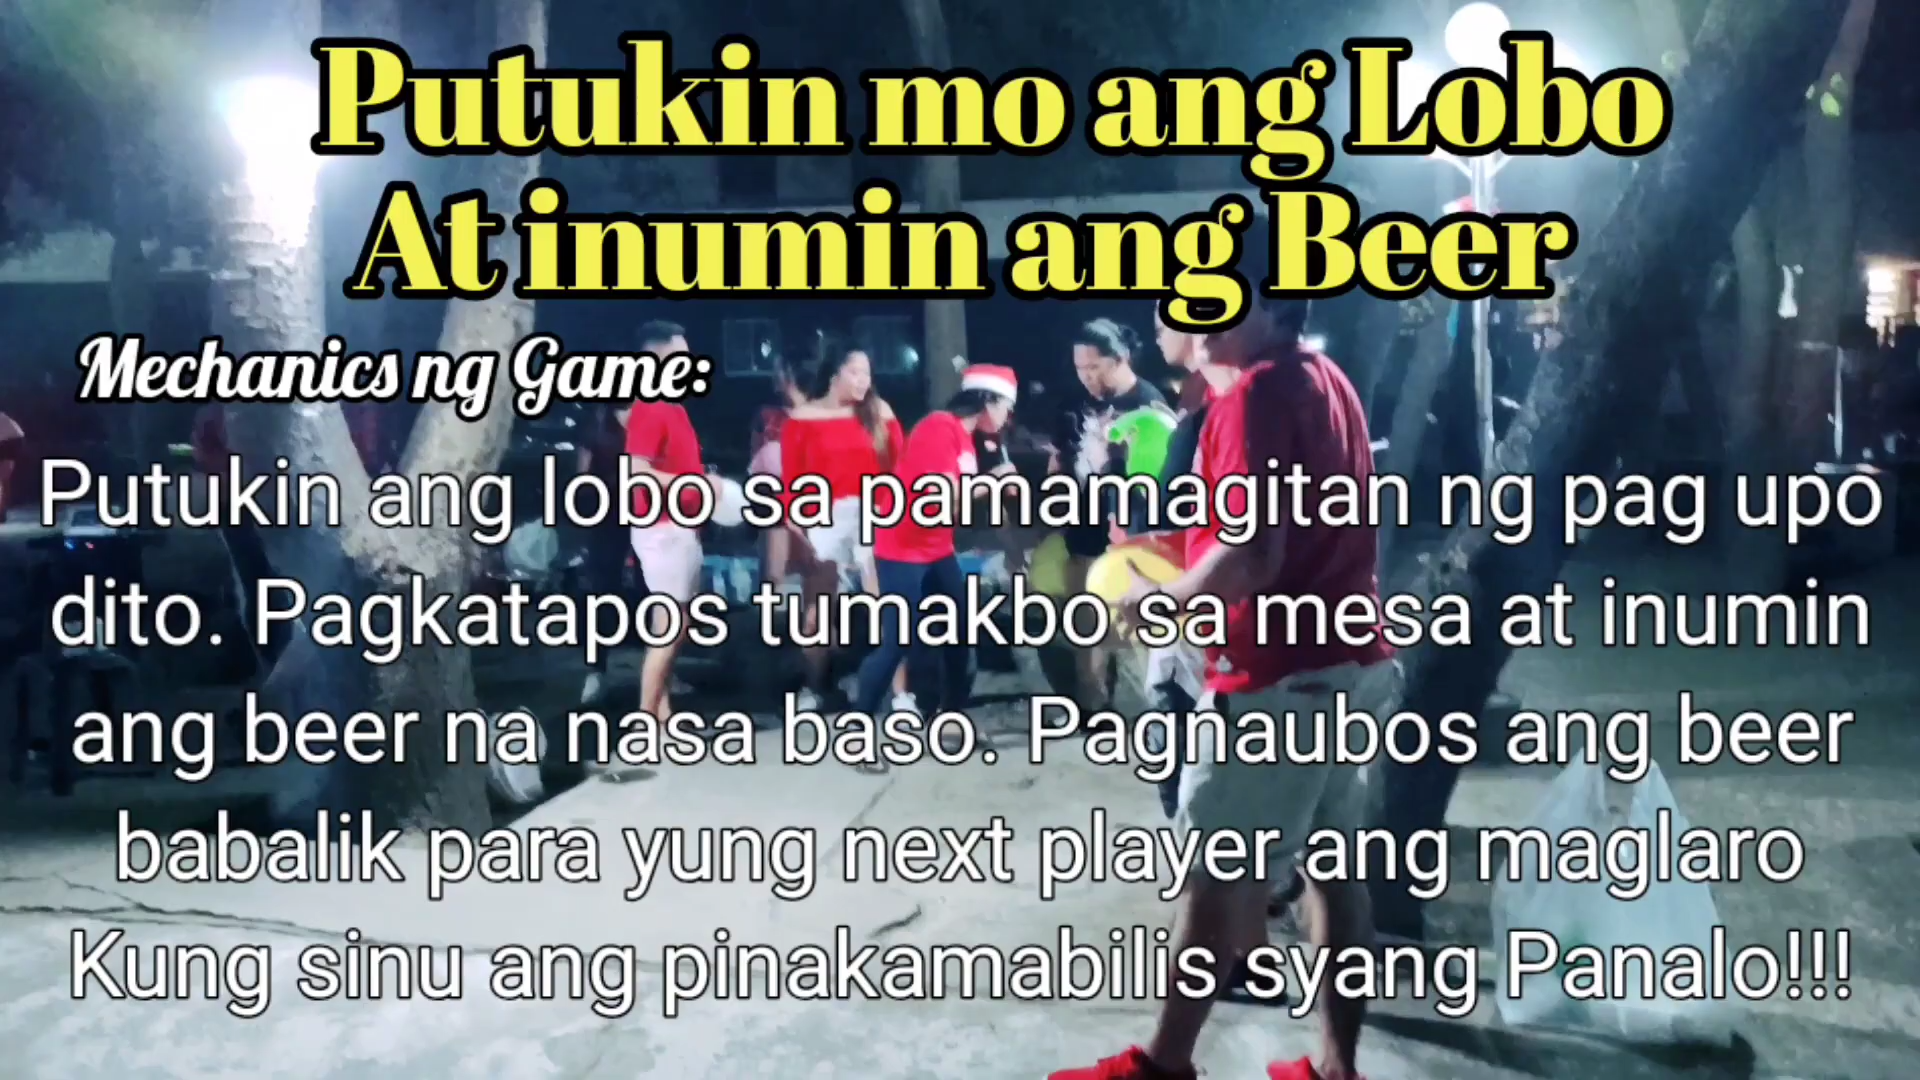 Putukin mo ang Lobo
At inumin ang Beer
Mechanics ng Game:
Putukin ang lobo sa pamamagitan ng pag upo
dito. Pagkatapos tumakbo sa mesa at inumin
ang beer na nasa baso. Pagnaubos ang beer
babalik para yung next player ang maglaro
Kung sinu ang pinakamabilis syang Panalo!!!